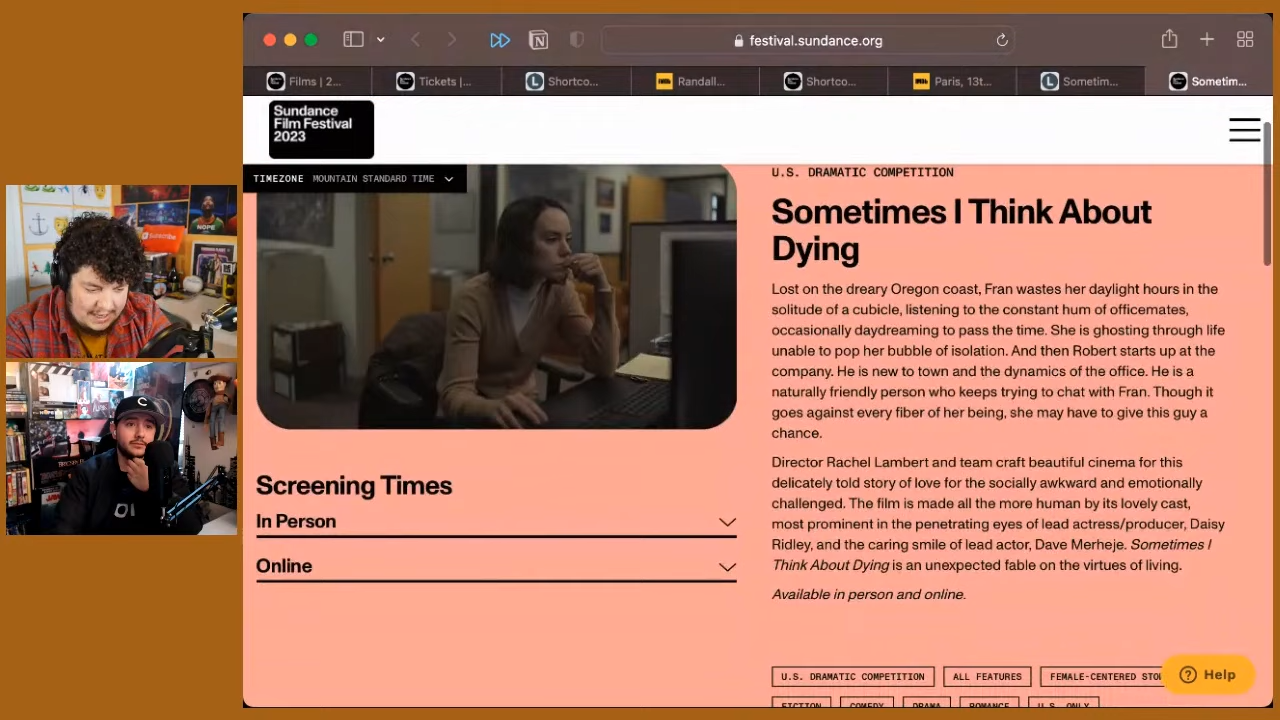 festival.sundance.org
Films | 2...
Tickets |...
Shortco...
Randall...
Shortco...
Paris, 13t...
Sometim...
Sometim...
Sundance
Film Festival
2023
TIMEZONE MOUNTAIN STANDARD TIME
U.S. DRAMATIC COMPETITION
Sometimes I Think About
Dying
Lost on the dreary Oregon coast, Fran wastes her daylight hours in the
solitude of a cubicle, listening to the constant hum of officemates,
occasionally daydreaming to pass the time. She is ghosting through life
unable to pop her bubble of isolation. And then Robert starts up at the
company. He is new to town and the dynamics of the office. He is a
naturally friendly person who keeps trying to chat with Fran. Though it
goes against every fiber of her being, she may have to give this guy a
chance.
Director Rachel Lambert and team craft beautiful cinema for this
delicately told story of love for the socially awkward and emotionally
challenged. The film is made all the more human by its lovely cast,
most prominent in the penetrating eyes of lead actress/producer, Daisy
Ridley, and the caring smile of lead actor, Dave Merheje. Sometimes I
Think About Dying is an unexpected fable on the virtues of living.
Available in person and online.
Screening Times
In Person
Online
U.S. DRAMATIC COMPETITION
ALL FEATURES
FEMALE-CENTERED
FICTION
COMEDY
DRAMA
ROMANCE
U.S. ONLY
Help
NOPE
Subscribe